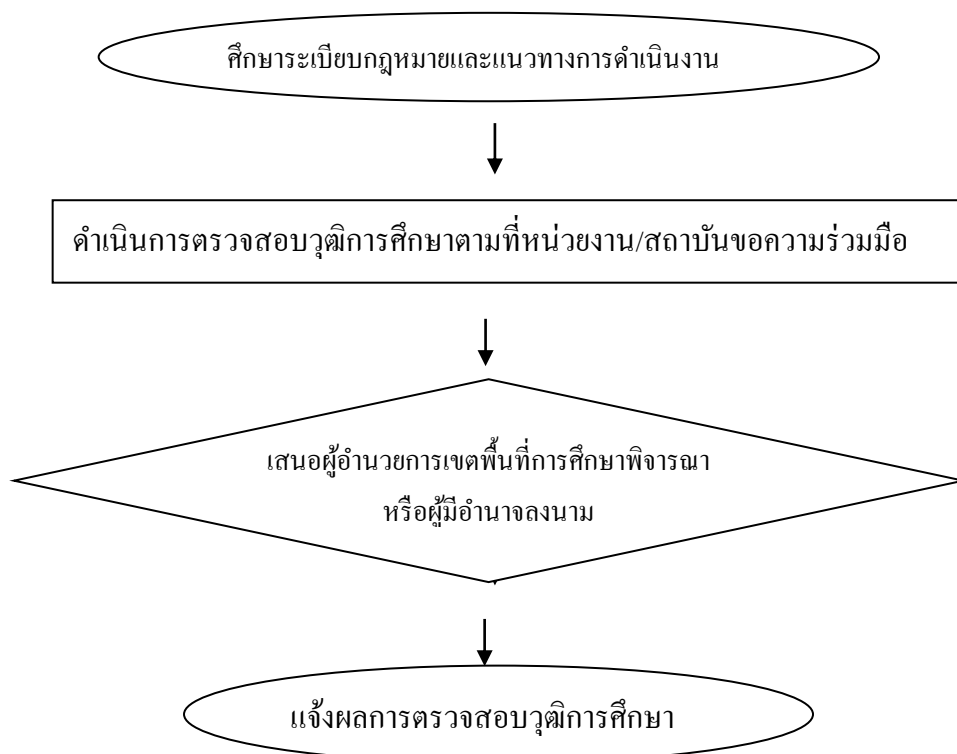 ศึกษาระเบียบกฎหมายและแนวทางการดำเนินงาน
ดำเนินการตรวจสอบวุฒิการศึกษาตามที่หน่วยงาน/สถาบันขอความร่วมมือ
เสนอผู้อำนวยการเขตพื้นที่การศึกษาพิจารณา
หรือผู้มีอำนาจลงนาม
แจ้งผลการตรวจสอบวุฒิการศึกษา